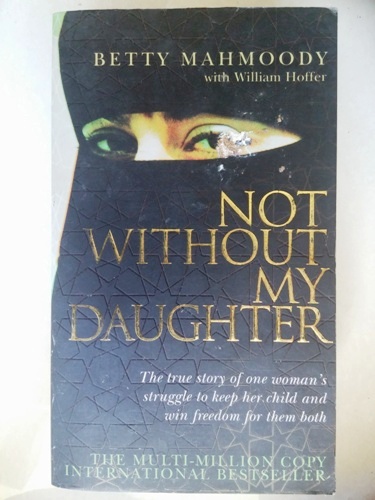 BETTY MAHMOODY
with William Hoffer
NOT
WITHOUT
MY
DAUGHTER
The true story of one woman's
struggle to keep her child and
win freedom for them both
THE MULTI-MILLION COPY
INTERNATIONAL BESTSELLER